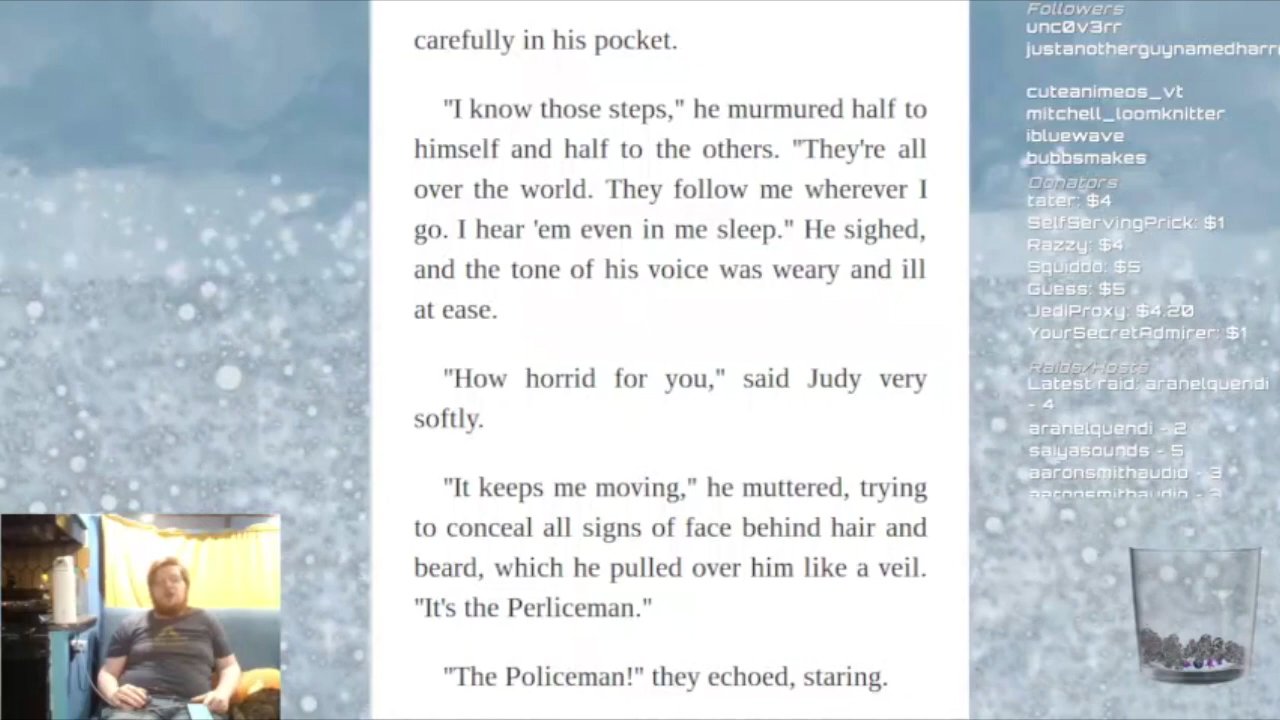 carefully in his pocket.
"I know those steps," he murmured half to
himself and half to the others. "They're all
over the world. They follow me wherever I
go. I hear 'em even in me sleep." He sighed,
and the tone of his voice was weary and ill
at ease.
"How horrid for you," said Judy very
softly.
"It keeps me moving," he muttered, trying
to conceal all signs of face behind hair and
beard, which he pulled over him like a veil.
"It's the Perliceman."
"The Policeman!" they echoed, staring.
Followers
unc0v3rr
cuteanimeos_vt
mitchell_loomknitter
ibluewave
bubbsmakes
Donators
tater: $4
SelfServingPrick: $1
Razzy: $4
Squiddo: $5
Guess: $5
JediProxy: $4.20
YourSecretAdmirer: $1
Raids/Hosts
Latest raid: aranelquendi
- 4
aranelquendi - 2
saiyasounds - 5
aaronsmithaudio - 3
aaronsmithaudio - 3